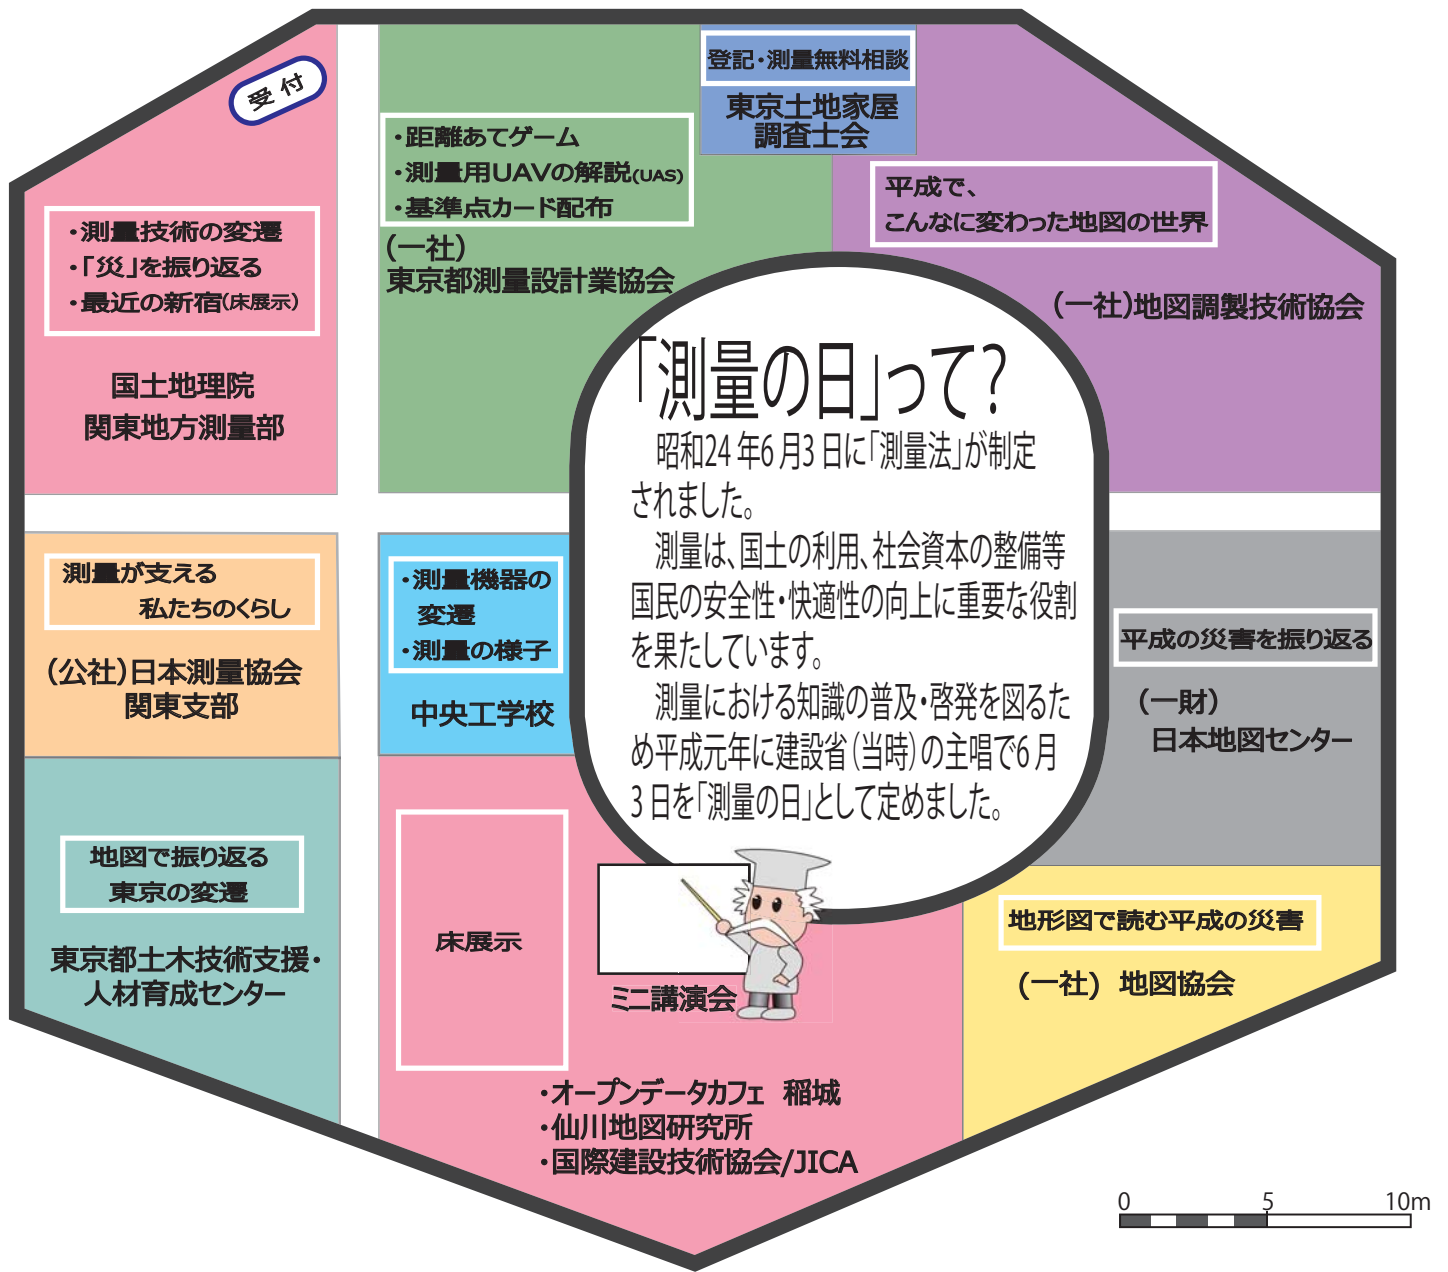 受付
・測量技術の変遷
・「災」を振り返る
・最近の新宿(床展示)
国土地理院
関東地方測量部
・距離あてゲーム
・測量用UAVの解説(UAS)
・基準点カード配布
(一社)
東京都測量設計業協会
登記・測量無料相談
東京土地家屋
調査士会
平成で、
こんなに変わった地図の世界
(一社)地図調製技術協会
「測量の日」って?
昭和24年6月3日に「測量法」が制定
されました。
測量は、国土の利用、社会資本の整備等
国民の安全性・快適性の向上に重要な役割
を果たしています。
測量における知識の普及・啓発を図るた
め平成元年に建設省(当時)の主唱で6月
3日を「測量の日」として定めました。
測量が支える
私たちのくらし
(公社)日本測量協会
関東支部
・測量機器の
変遷
・測量の様子
中央工学校
平成の災害を振り返る
(一財)
日本地図センター
地図で振り返る
東京の変遷
東京都土木技術支援・
人材育成センター
床展示
ミニ講演会
・オープンデータカフェ 稲城
・仙川地図研究所
・国際建設技術協会/JICA
地形図で読む平成の災害
(一社) 地図協会
0 5 10m